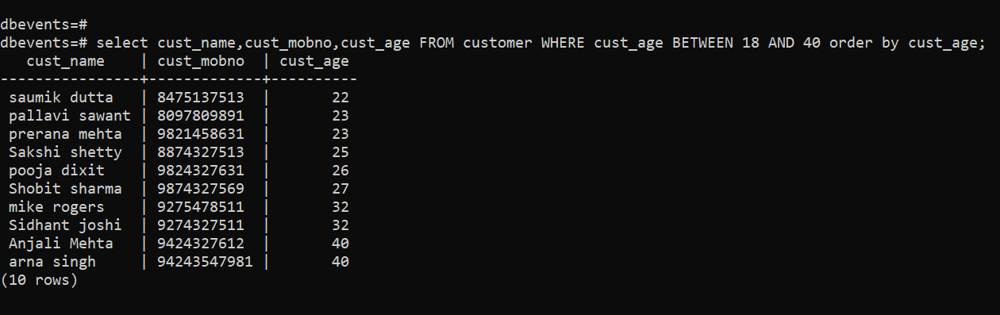 dbevents=#
dbevents=# select cust_name,cust_mobno,cust_age FROM customer WHERE cust_age BETWEEN 18 AND 40 order by cust_age;
   cust_name    | cust_mobno  | cust_age
----------------+-------------+----------
 saumik dutta   | 8475137513  |       22
 pallavi sawant | 8097809891  |       23
 prerana mehta  | 9821458631  |       23
 Sakshi shetty  | 8874327513  |       25
 pooja dixit    | 9824327631  |       26
 Shobit sharma  | 9874327569  |       27
 mike rogers    | 9275478511  |       32
 Sidhant joshi  | 9274327511  |       32
 Anjali Mehta   | 9424327612  |       40
 arna singh     | 94243547981 |       40
(10 rows)